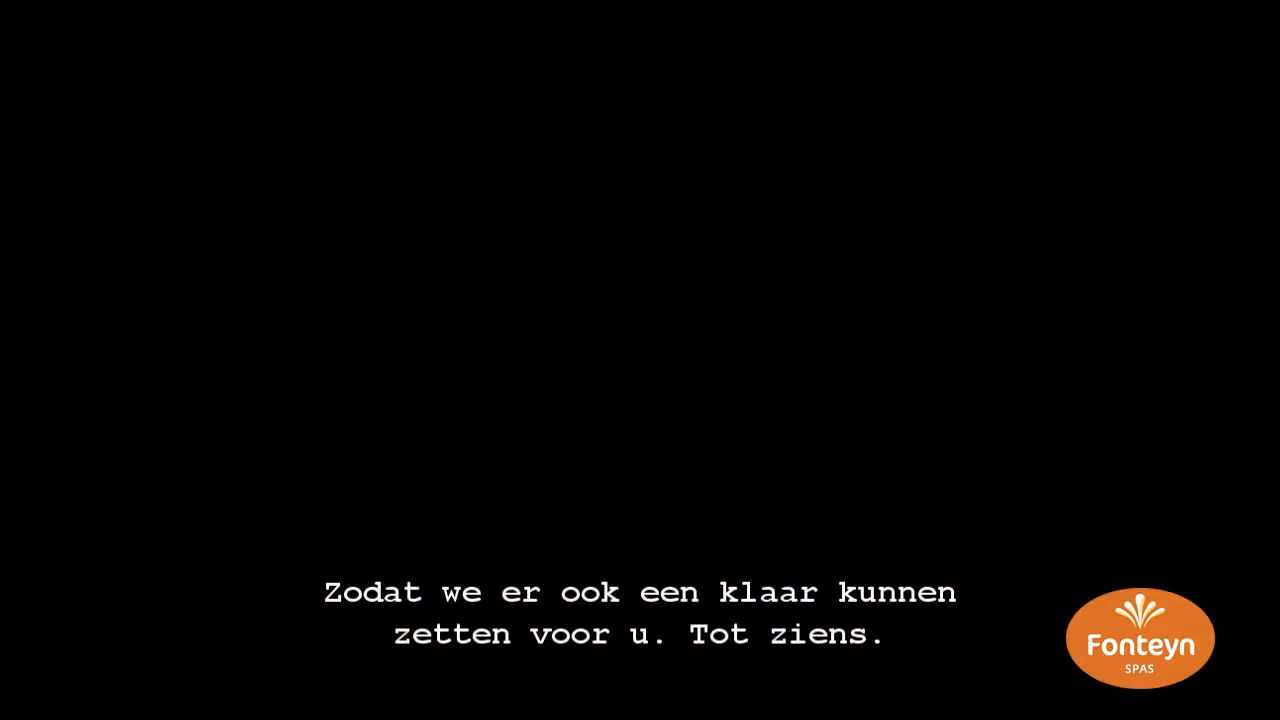 Zodat we er ook een klaar kunnen
zetten voor u. Tot ziens.
Fonteyn
SPAS